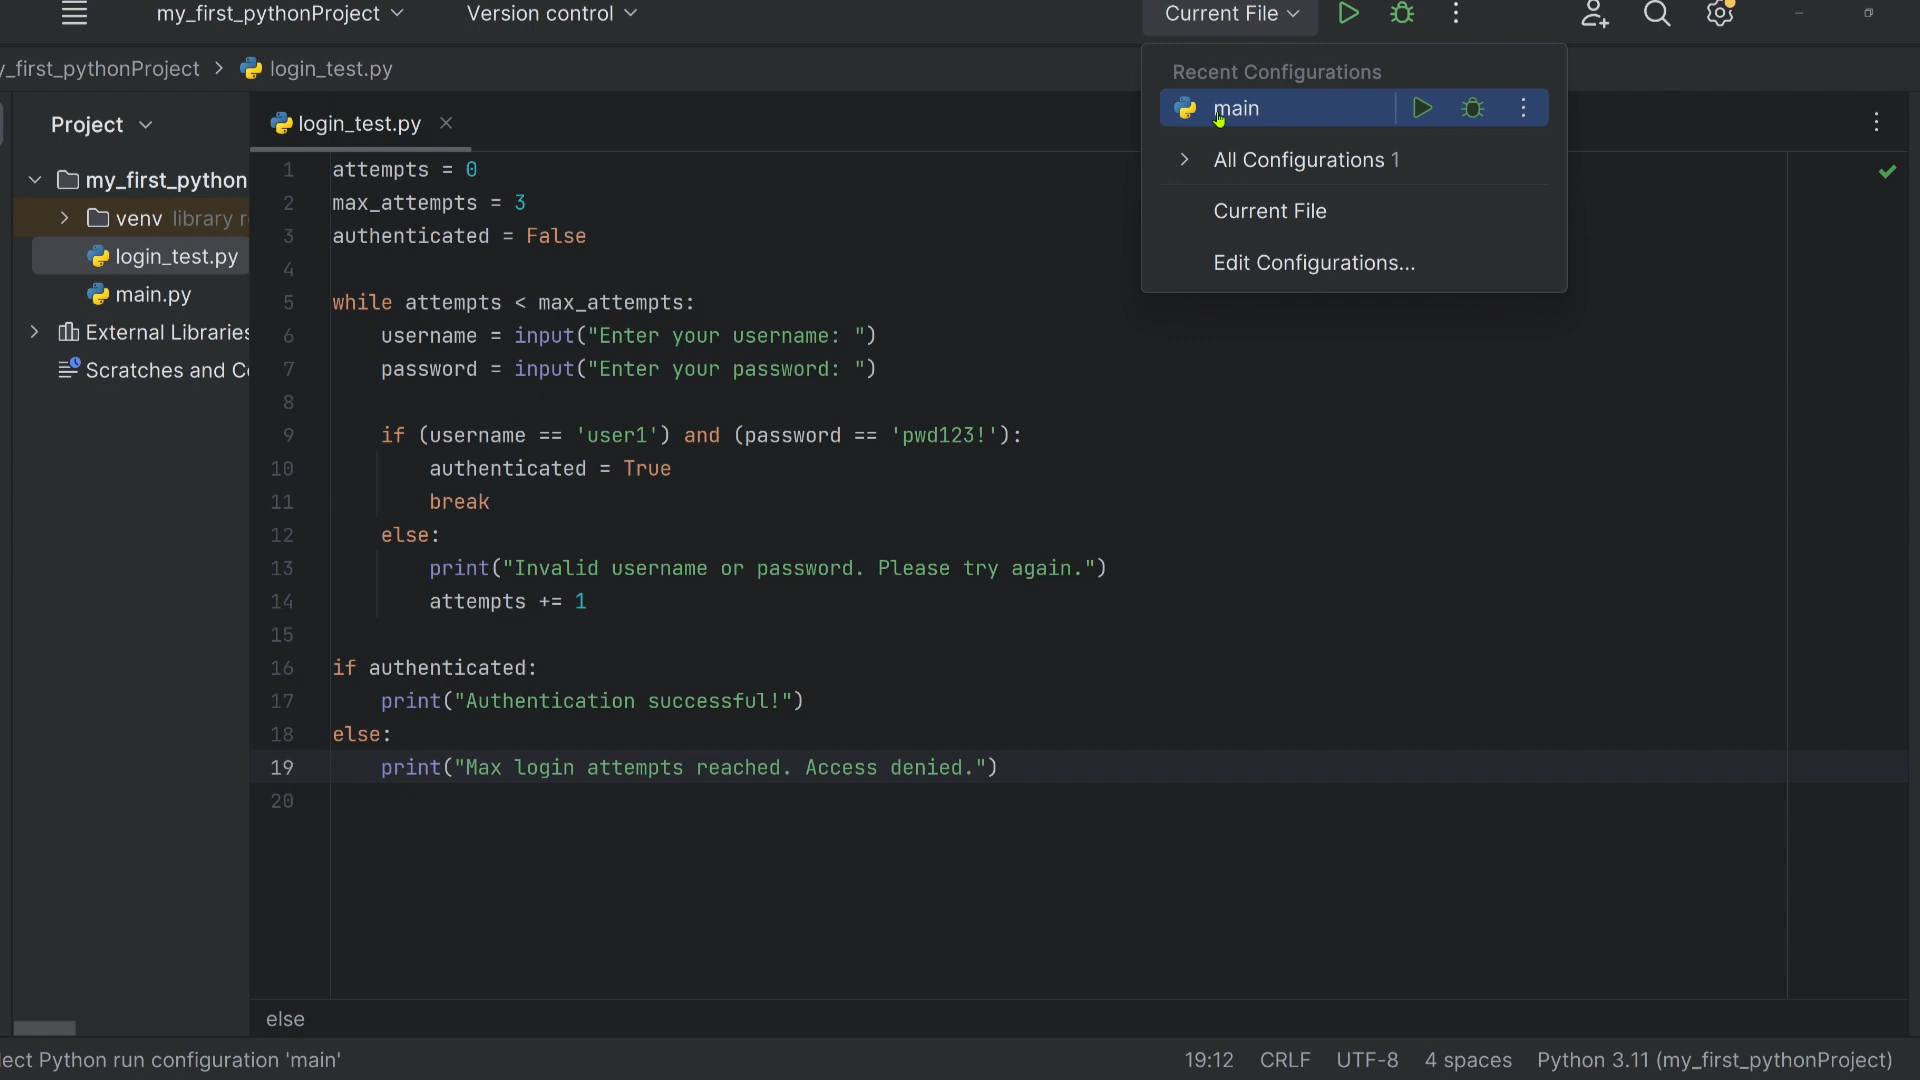 my_first_pythonProject
Version control
Current File
y_first_pythonProject > login_test.py
Project
login_test.py
my_first_python
venv library r
login_test.py
main.py
External Libraries
Scratches and C
Recent Configurations
main
All Configurations 1
Current File
Edit Configurations...
1 attempts = 0
2 max_attempts = 3
3 authenticated = False
4
5 while attempts < max_attempts:
6     username = input("Enter your username: ")
7     password = input("Enter your password: ")
8
9     if (username == 'user1') and (password == 'pwd123!'):
10         authenticated = True
11         break
12     else:
13         print("Invalid username or password. Please try again.")
14         attempts += 1
15
16 if authenticated:
17     print("Authentication successful!")
18 else:
19     print("Max login attempts reached. Access denied.")
20
else
ect Python run configuration 'main'
19:12 CRLF UTF-8 4 spaces Python 3.11 (my_first_pythonProject)